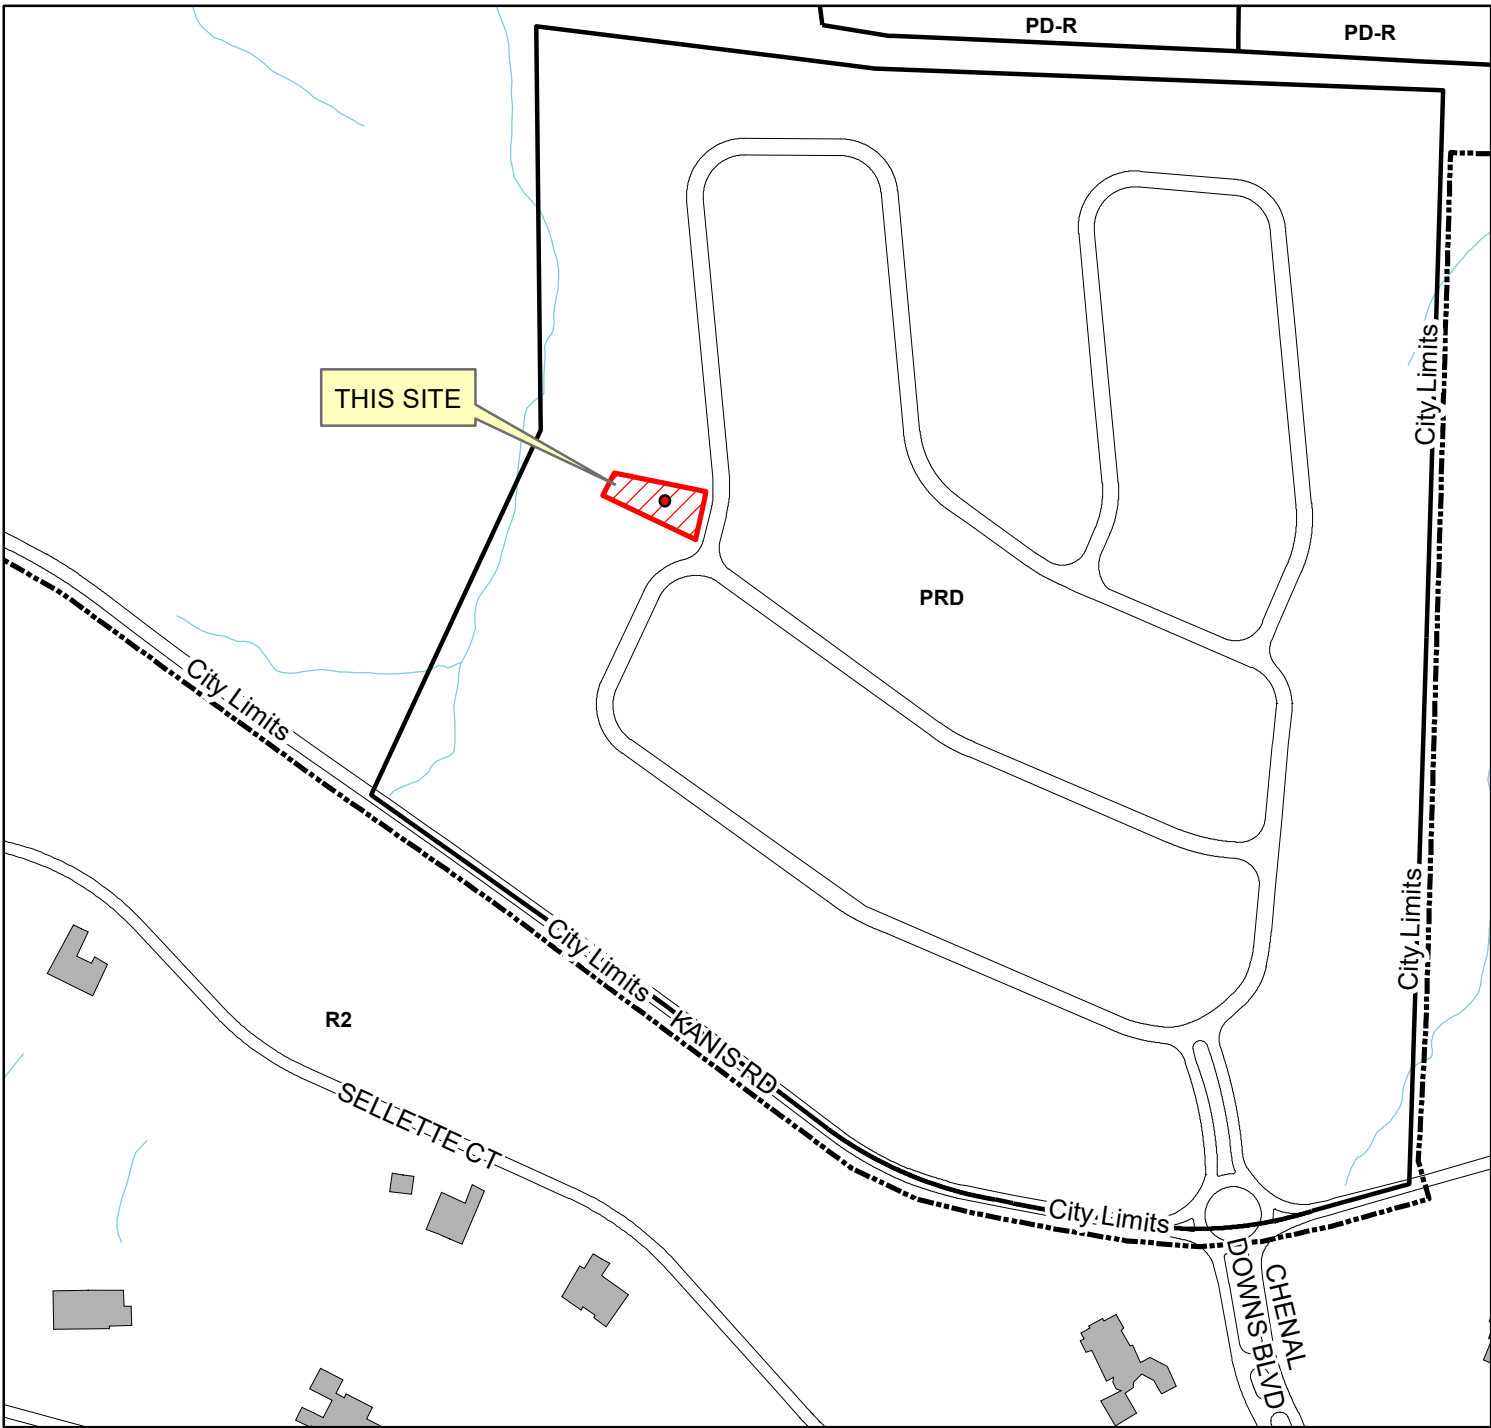 PD-R
PD-R
City Limits
THIS SITE
PRD
City Limits
City Limits
City Limits
R2
KANIS RD
SELLETTE CT
City Limits
CHENAL
DOWNS BLVD